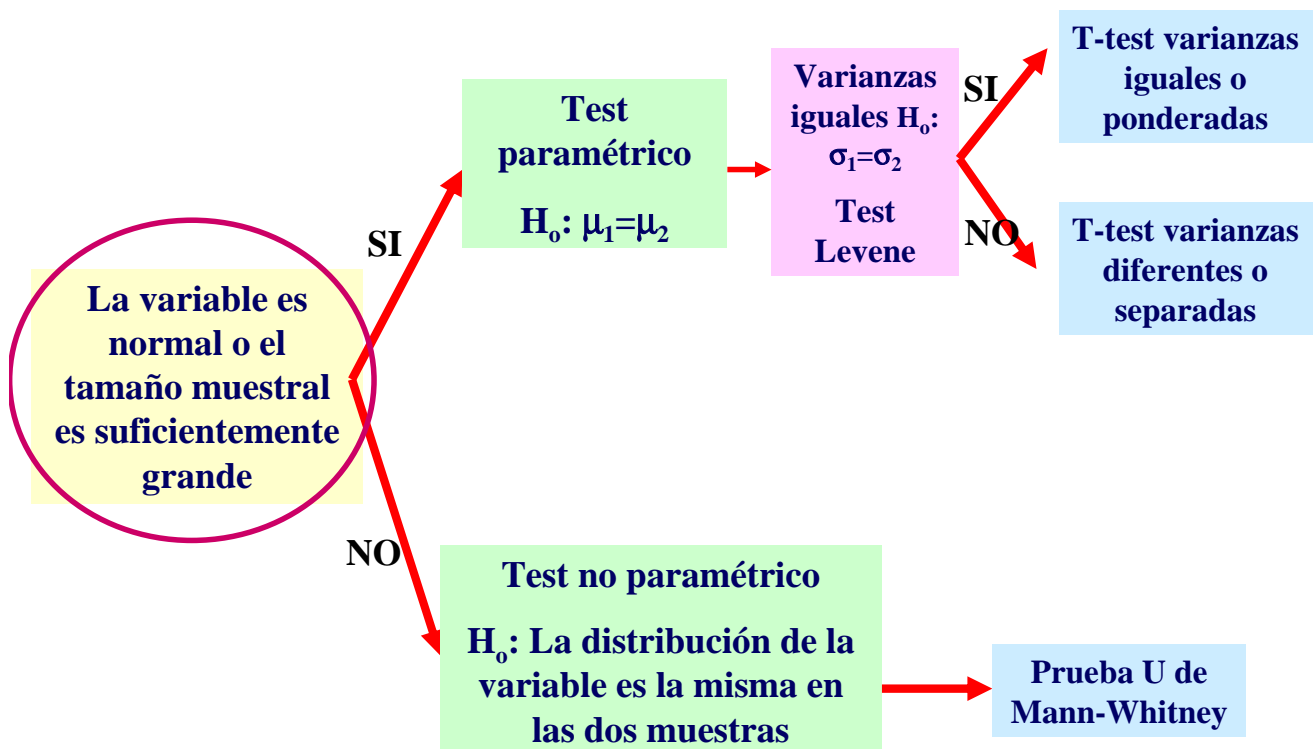 La variable es
normal o el
tamaño muestral
es suficientemente
grande
SI
Test
paramétrico
Hₒ: μ₁=μ₂
Varianzas
iguales Hₒ:
σ₁=σ₂
Test
Levene
SI
T-test varianzas
iguales o
ponderadas
NO
T-test varianzas
diferentes o
separadas
NO
Test no paramétrico
Hₒ: La distribución de la
variable es la misma en
las dos muestras
Prueba U de
Mann-Whitney